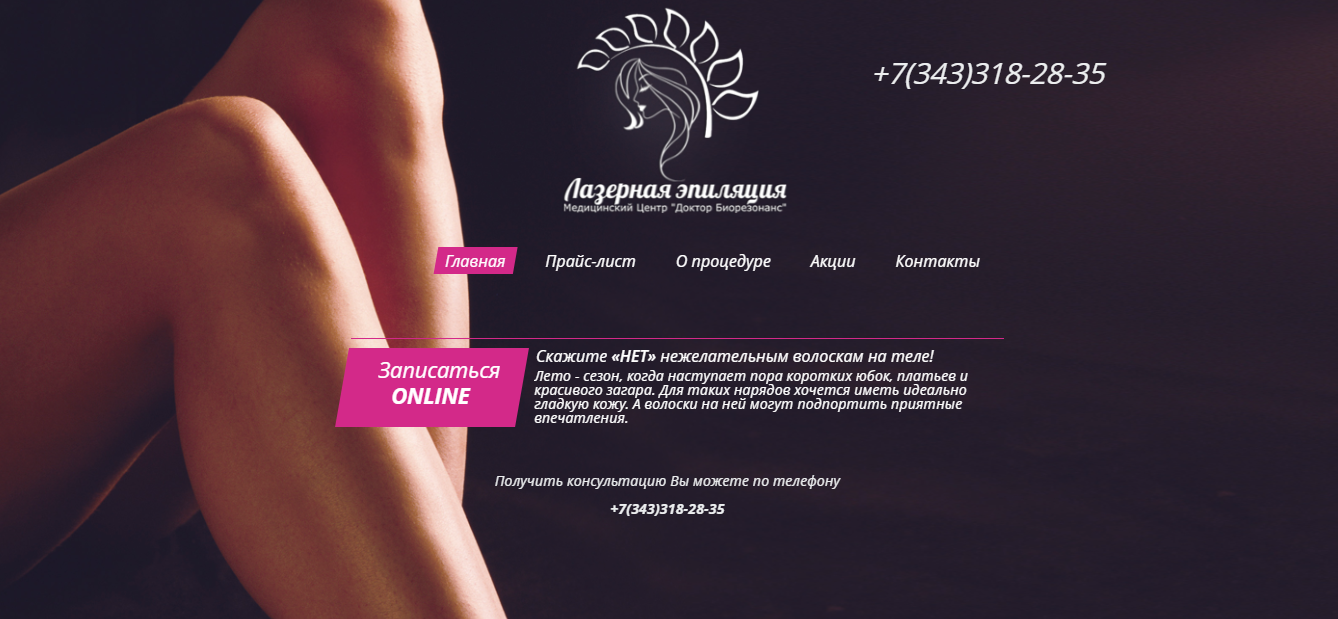 +7(343)318-28-35
Лазерная эпиляция
Медицинский Центр "Доктор Биорезонанс"
Главная Прайс-лист О процедуре Акции Контакты
Записаться
ONLINE
Скажите «НЕТ» нежелательным волоскам на теле!
Лето - сезон, когда наступает пора коротких юбок, платьев и
красивого загара. Для таких нарядов хочется иметь идеально
гладкую кожу. А волоски на ней могут подпортить приятные
впечатления.
Получить консультацию Вы можете по телефону
+7(343)318-28-35